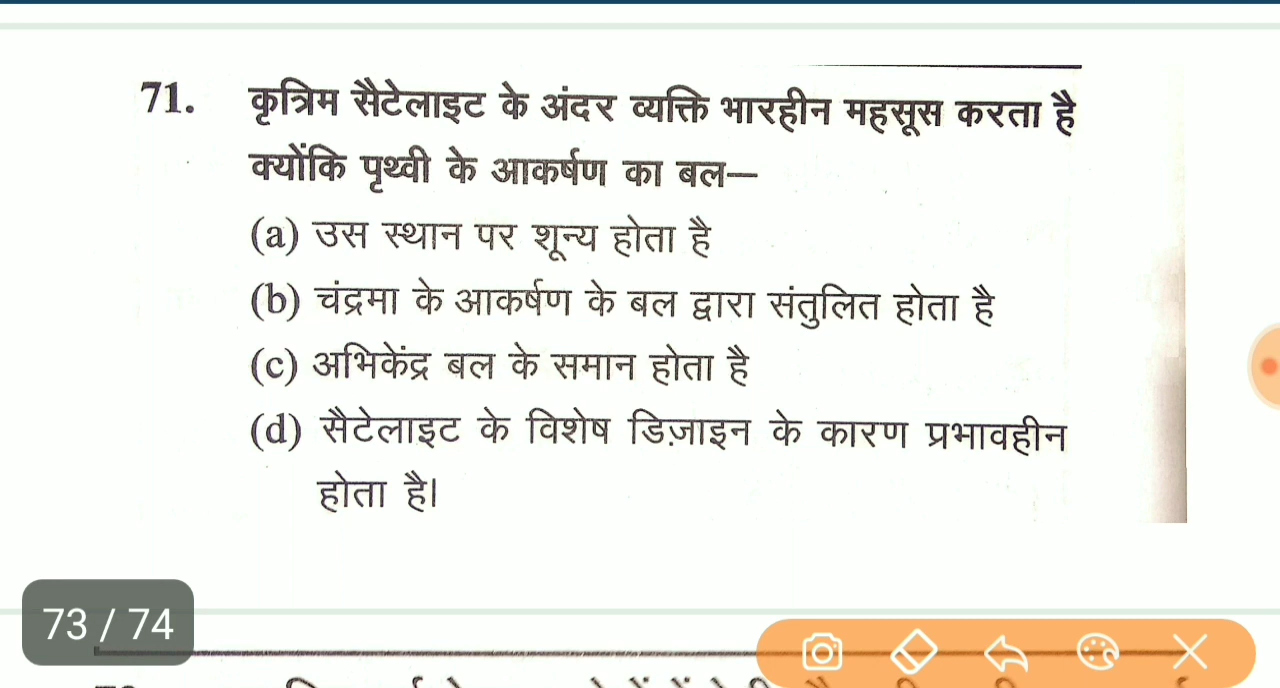 71. कृत्रिम सैटेलाइट के अंदर व्यक्ति भारहीन महसूस करता है
क्योंकि पृथ्वी के आकर्षण का बल—
(a) उस स्थान पर शून्य होता है
(b) चंद्रमा के आकर्षण के बल द्वारा संतुलित होता है
(c) अभिकेंद्र बल के समान होता है
(d) सैटेलाइट के विशेष डिज़ाइन के कारण प्रभावहीन
होता है।
73 / 74